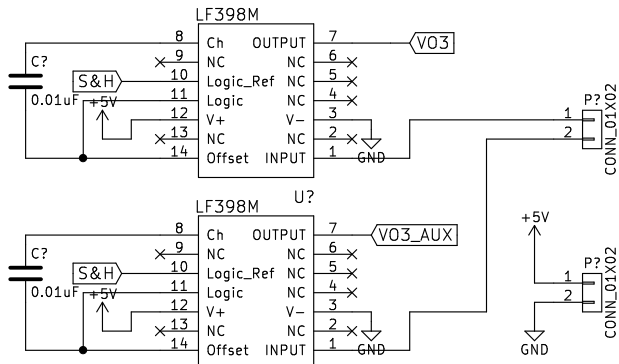 LF398M
8 Ch OUTPUT 7 VO3
9 NC NC 6
S&H 10 Logic_Ref NC 5
11 Logic NC 4
+5V 12 V+ V- 3
13 NC NC 2
14 Offset INPUT 1
C?
0.01uF
GND
P?
1
2
CONN_01X02
U?
LF398M
8 Ch OUTPUT 7 VO3_AUX
9 NC NC 6
S&H 10 Logic_Ref NC 5
11 Logic NC 4
+5V 12 V+ V- 3
13 NC NC 2
14 Offset INPUT 1
C?
0.01uF
GND
+5V
P?
1
2
CONN_01X02
GND